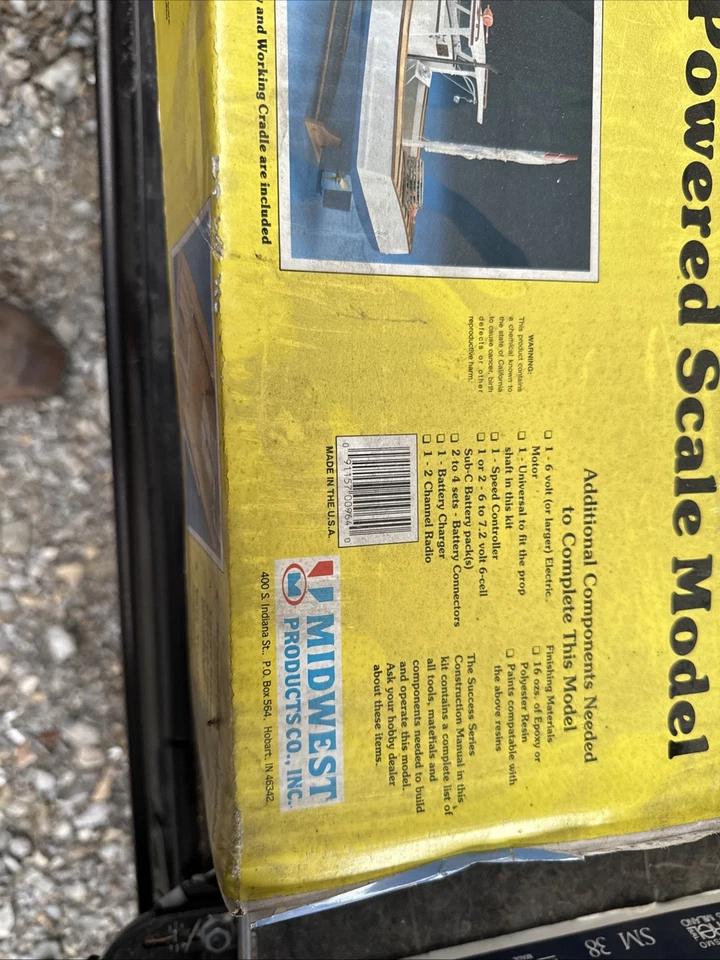 Powered Scale Model
and Working Cradle are included
WARNING:
This product contains
a chemical known to
the state of California
to cause cancer, birth
defects or other
reproductive harm.
Additional Components Needed
to Complete This Model
❏ 1 - 6 volt (or larger) Electric
Motor
❏ 1 - Universal to fit the prop
shaft in this kit
❏ 1 - Speed Controller
❏ 1 or 2 - 6 to 7.2 volt 6-cell
Sub-C Battery pack(s)
❏ 2 to 4 sets - Battery Connectors
❏ 1 - Battery Charger
❏ 1 - 2 Channel Radio
Finishing Materials
❏ 16 ozs. of Epoxy or
Polyester Resin
❏ Paints compatable with
the above resins
The Success Series
Construction Manual in this
kit contains a complete list of
all tools, materials and
components needed to build
and operate this model.
Ask your hobby dealer
about these items.
0 91157 00964 0
MADE IN THE U.S.A.
MIDWEST
PRODUCTS CO., INC.
400 S. Indiana St., P.O. Box 564, Hobart, IN 46342
SM 38